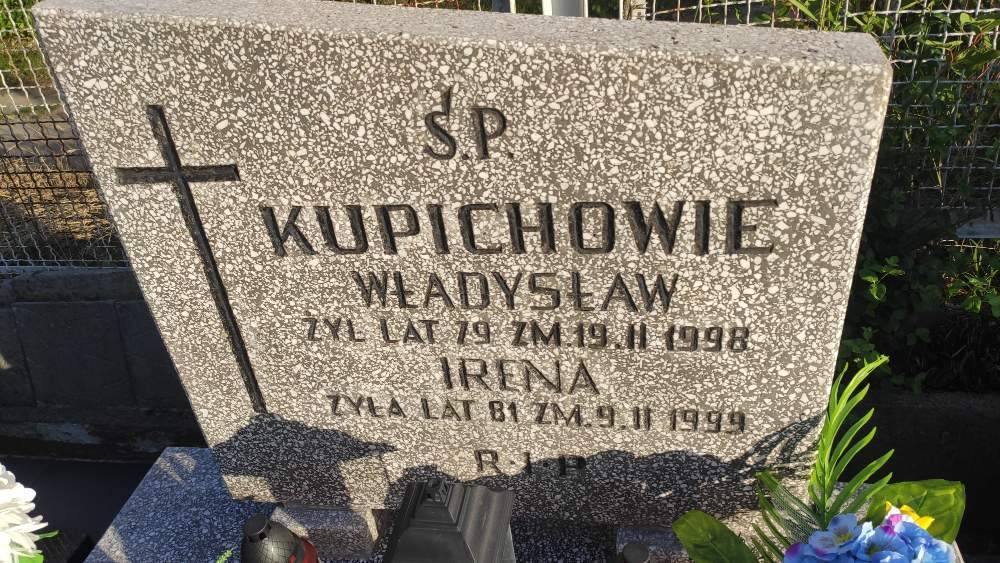 Ś.P.
KUPICHOWIE
WŁADYSŁAW
ŻYŁ LAT 79 ZM.19.II 1998
IRENA
ŻYŁA LAT 81 ZM.9.II 1999
R.I.P